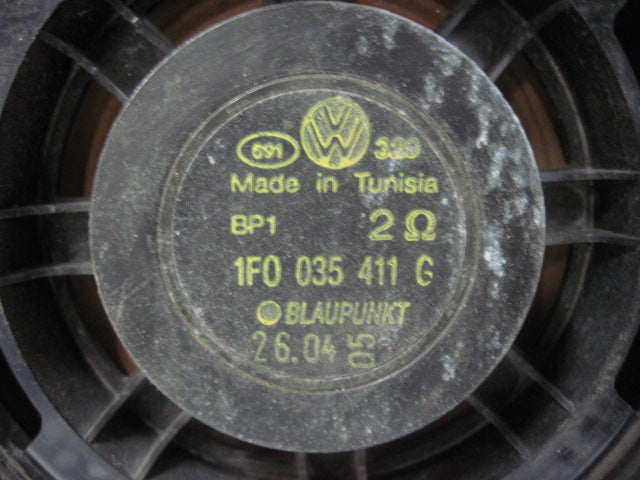 691 VW 328
Made in Tunisia
BP1 2Ω
1F0 035 411 G
BLAUPUNKT
26.04 05